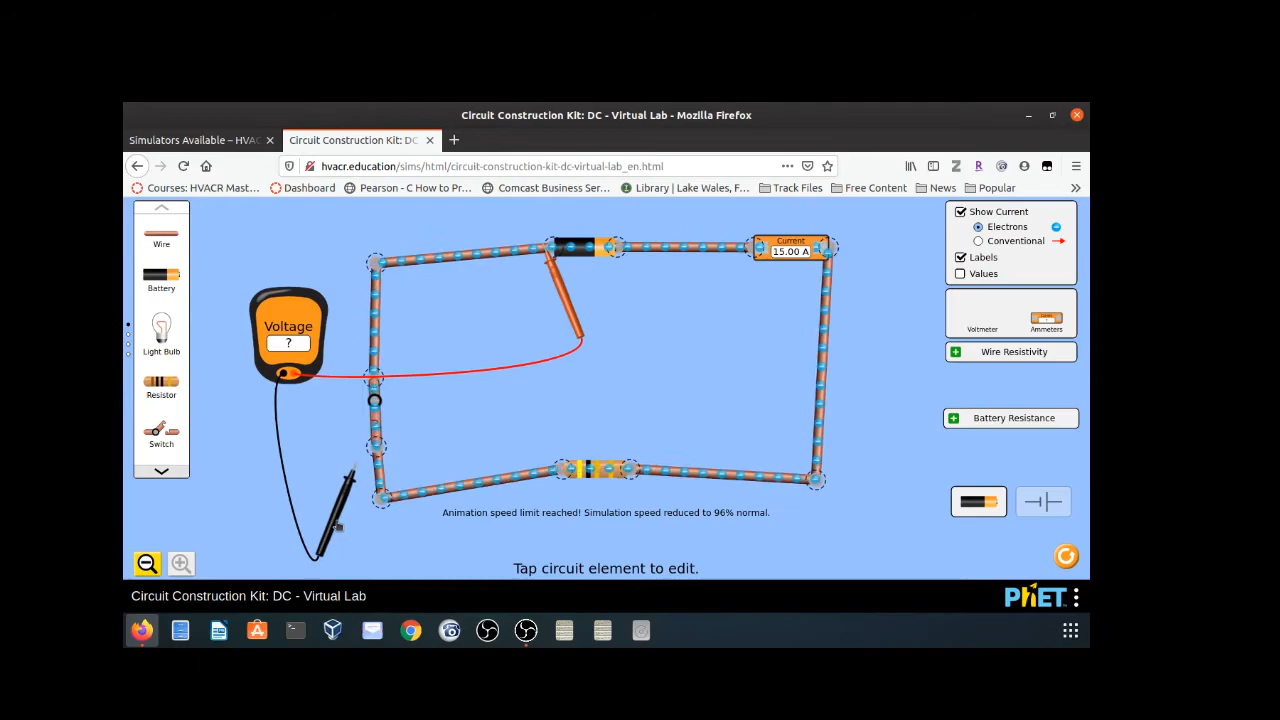 Circuit Construction Kit: DC - Virtual Lab - Mozilla Firefox
Simulators Available – HVAC
Circuit Construction Kit: DC
hvacr.education/sims/html/circuit-construction-kit-dc-virtual-lab_en.html
Courses: HVACR Mast...
Dashboard
Pearson - C How to Pr...
Comcast Business Ser...
Library | Lake Wales, F...
Track Files
Free Content
News
Popular
Wire
Battery
Light Bulb
Resistor
Switch
Voltage
?
Current
15.00 A
Show Current
Electrons
Conventional
Labels
Values
Voltmeter
Ammeters
Wire Resistivity
Battery Resistance
Animation speed limit reached! Simulation speed reduced to 96% normal.
Tap circuit element to edit.
Circuit Construction Kit: DC - Virtual Lab
PhET